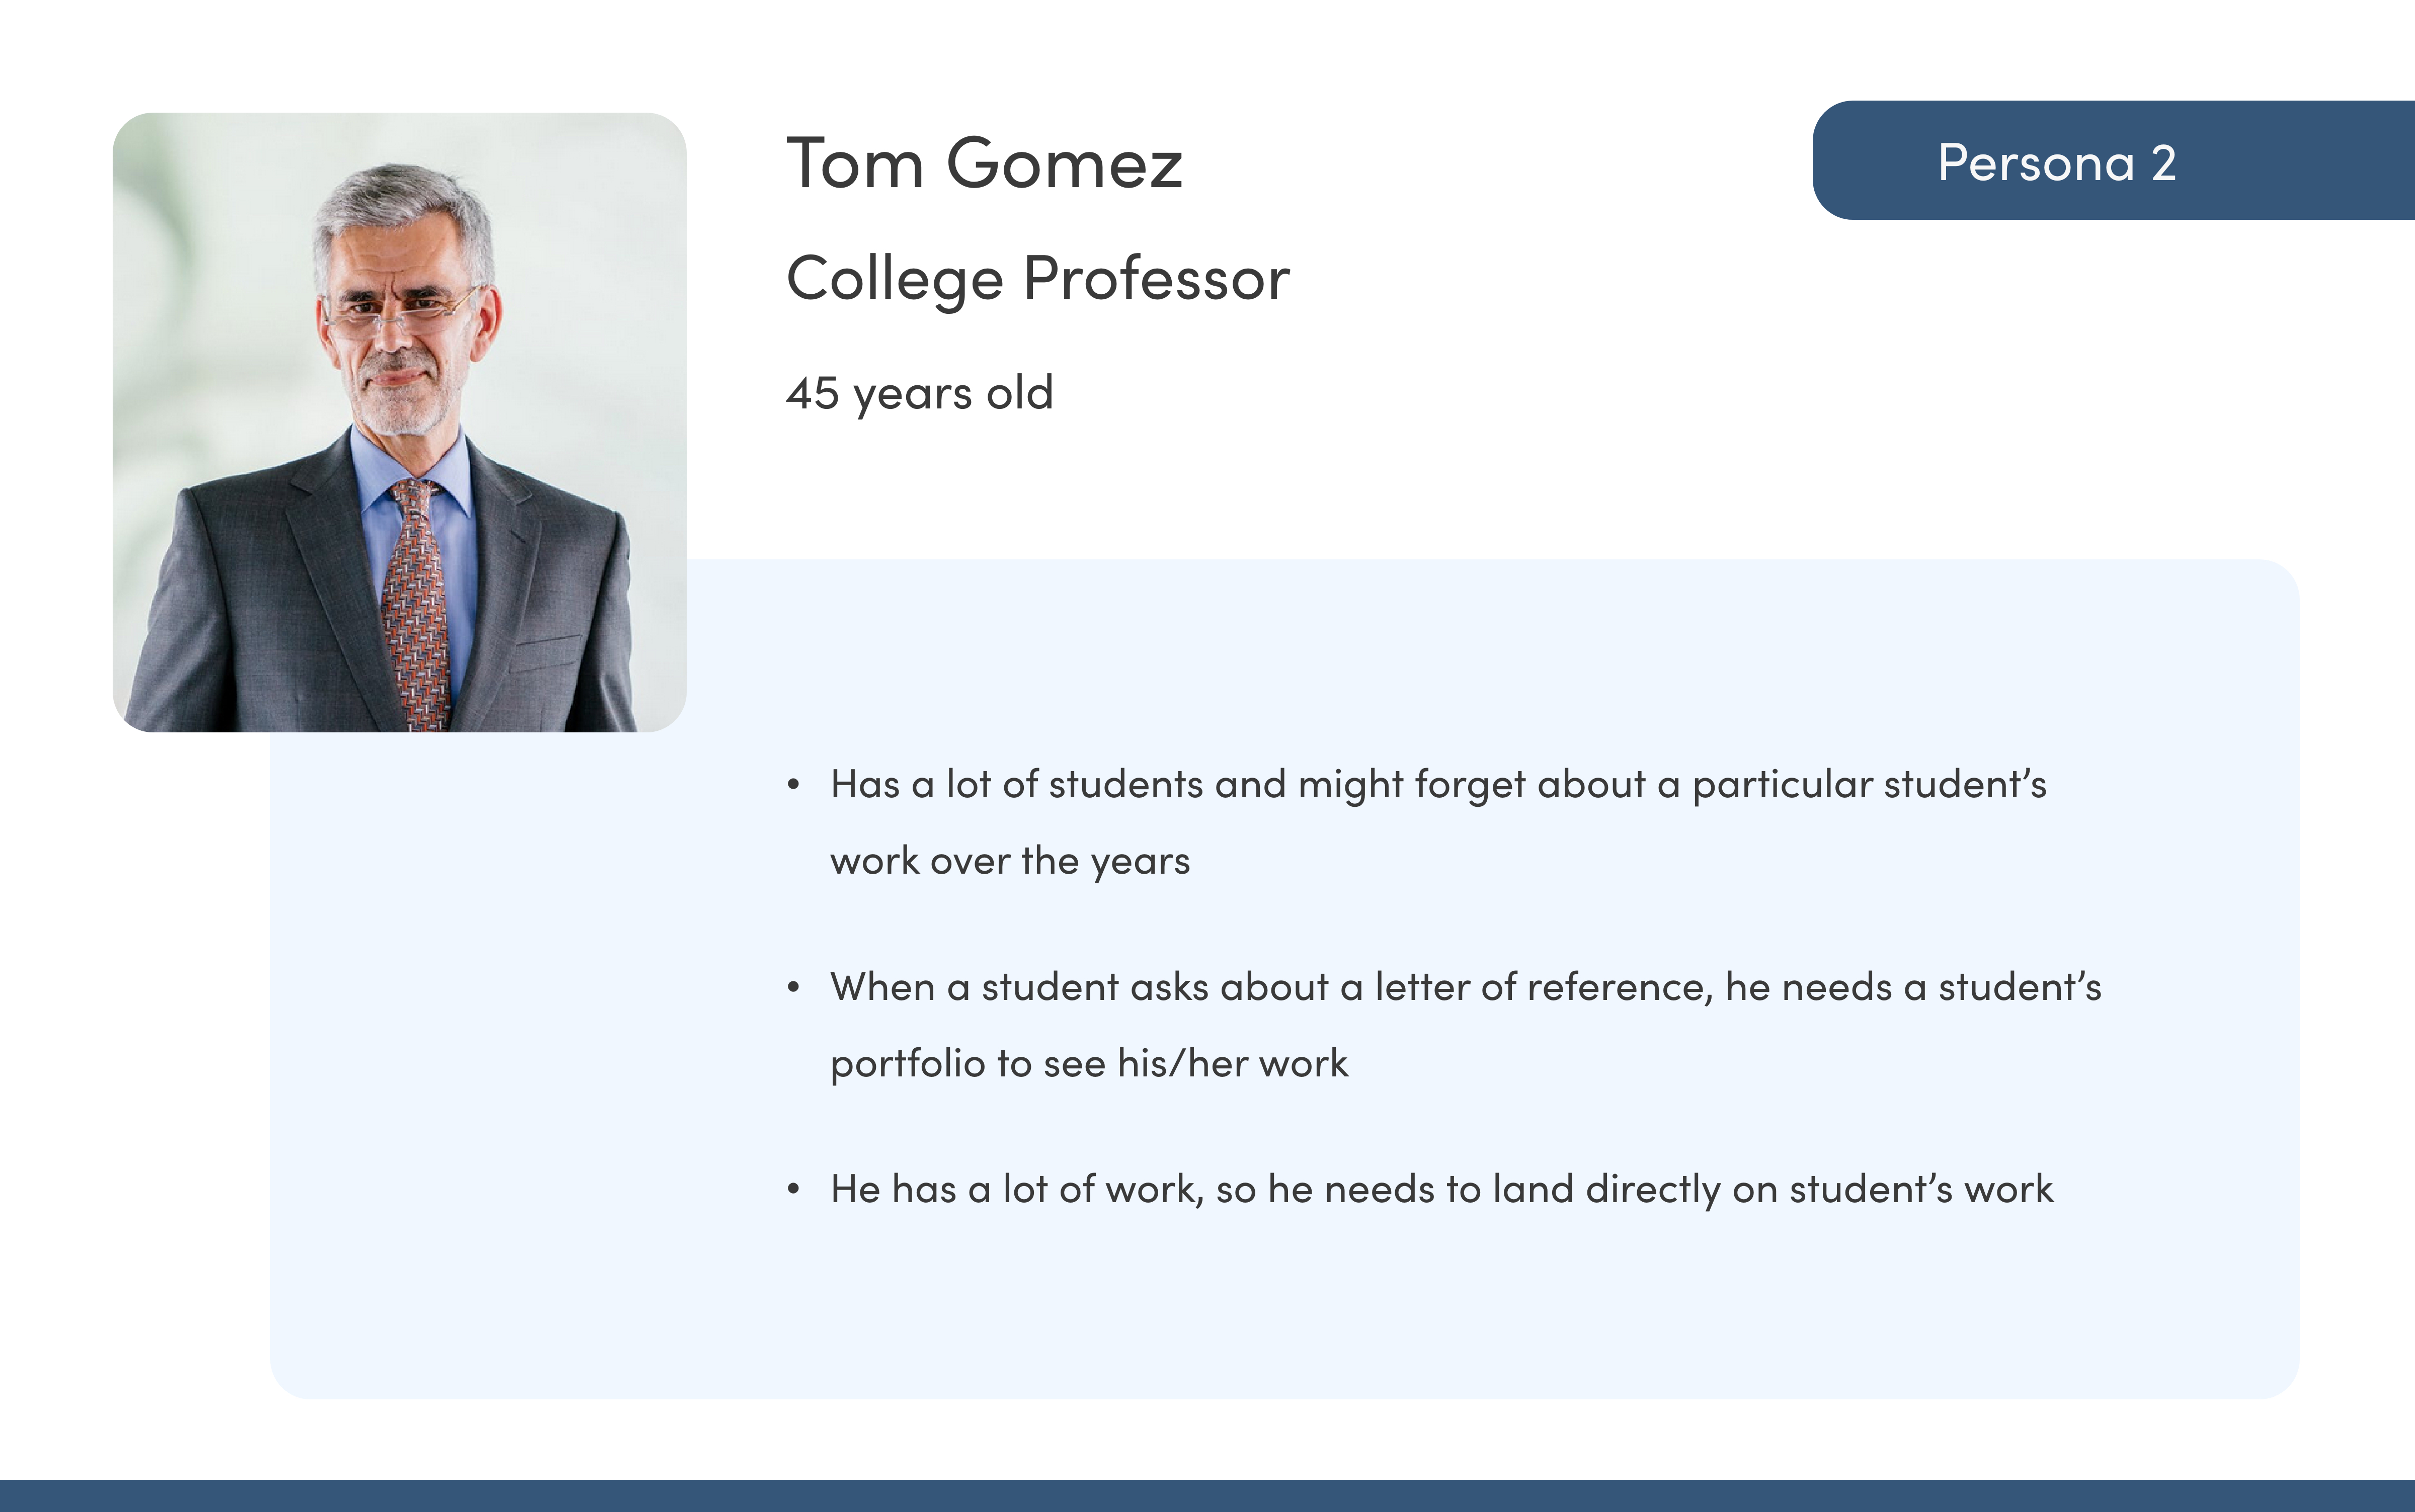 Tom Gomez
Persona 2
College Professor
45 years old
• Has a lot of students and might forget about a particular student’s
work over the years
• When a student asks about a letter of reference, he needs a student’s
portfolio to see his/her work
• He has a lot of work, so he needs to land directly on student’s work